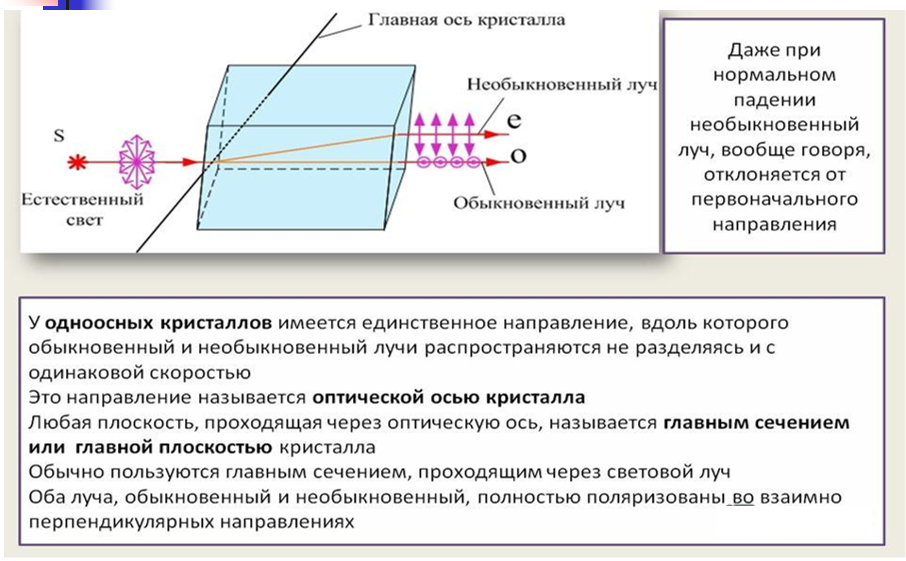 Главная ось кристалла
Необыкновенный луч
e
S
o
Естественный
свет
Обыкновенный луч
Даже при
нормальном
падении
необыкновенный
луч, вообще говоря,
отклоняется от
первоначального
направления
У одноосных кристаллов имеется единственное направление, вдоль которого
обыкновенный и необыкновенный лучи распространяются не разделяясь и с
одинаковой скоростью
Это направление называется оптической осью кристалла
Любая плоскость, проходящая через оптическую ось, называется главным сечением
или главной плоскостью кристалла
Обычно пользуются главным сечением, проходящим через световой луч
Оба луча, обыкновенный и необыкновенный, полностью поляризованы во взаимно
перпендикулярных направлениях